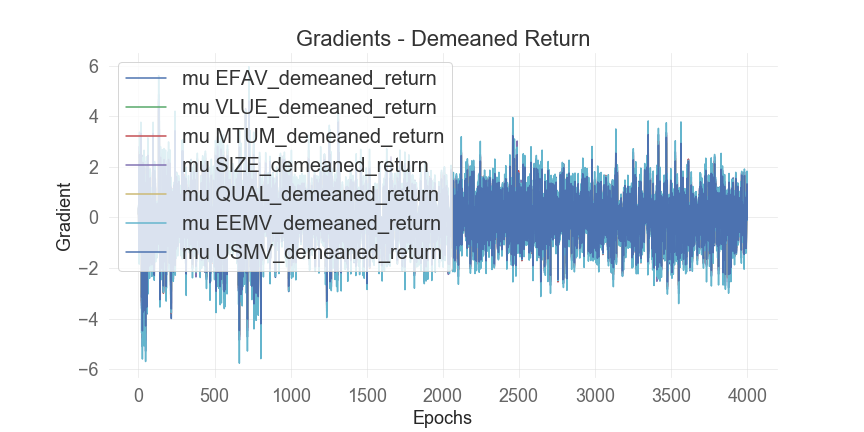 Gradients - Demeaned Return
6
4
2
0
−2
−4
−6
Gradient
mu EFAV_demeaned_return
mu VLUE_demeaned_return
mu MTUM_demeaned_return
mu SIZE_demeaned_return
mu QUAL_demeaned_return
mu EEMV_demeaned_return
mu USMV_demeaned_return
0 500 1000 1500 2000 2500 3000 3500 4000
Epochs